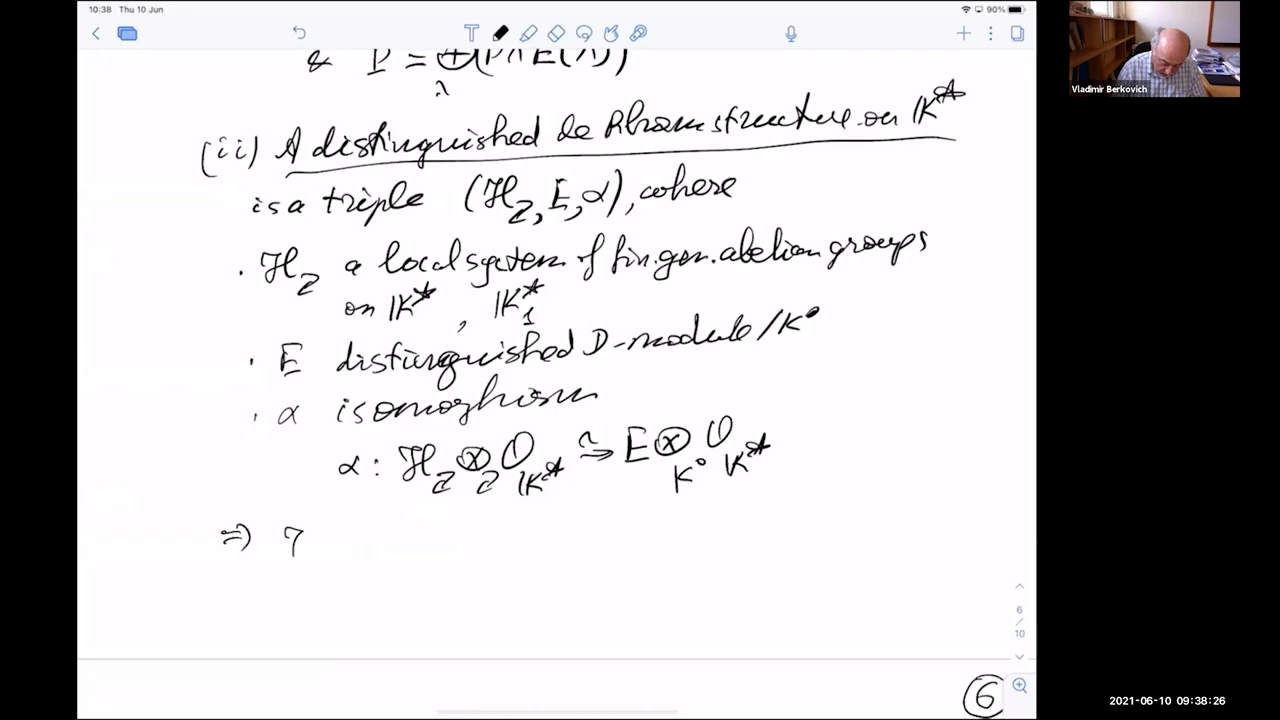 10:38 Thu 10 Jun
90%
& P = ⊕ (P ∩ E(λ))
λ
(ii) A distinguished de Rham structure on K*
is a triple (ℋ_Z, E, α), where
· ℋ_Z a local system of fin. gen. abelian groups
on K*, K*_1
· E distinguished D-module /K°
· α isomorphism
α : ℋ_Z ⊗_Z O_K* ≃→ E ⊗_K° O_K*
⇒
6
/
10
6
Vladimir Berkovich
2021-06-10 09:38:26